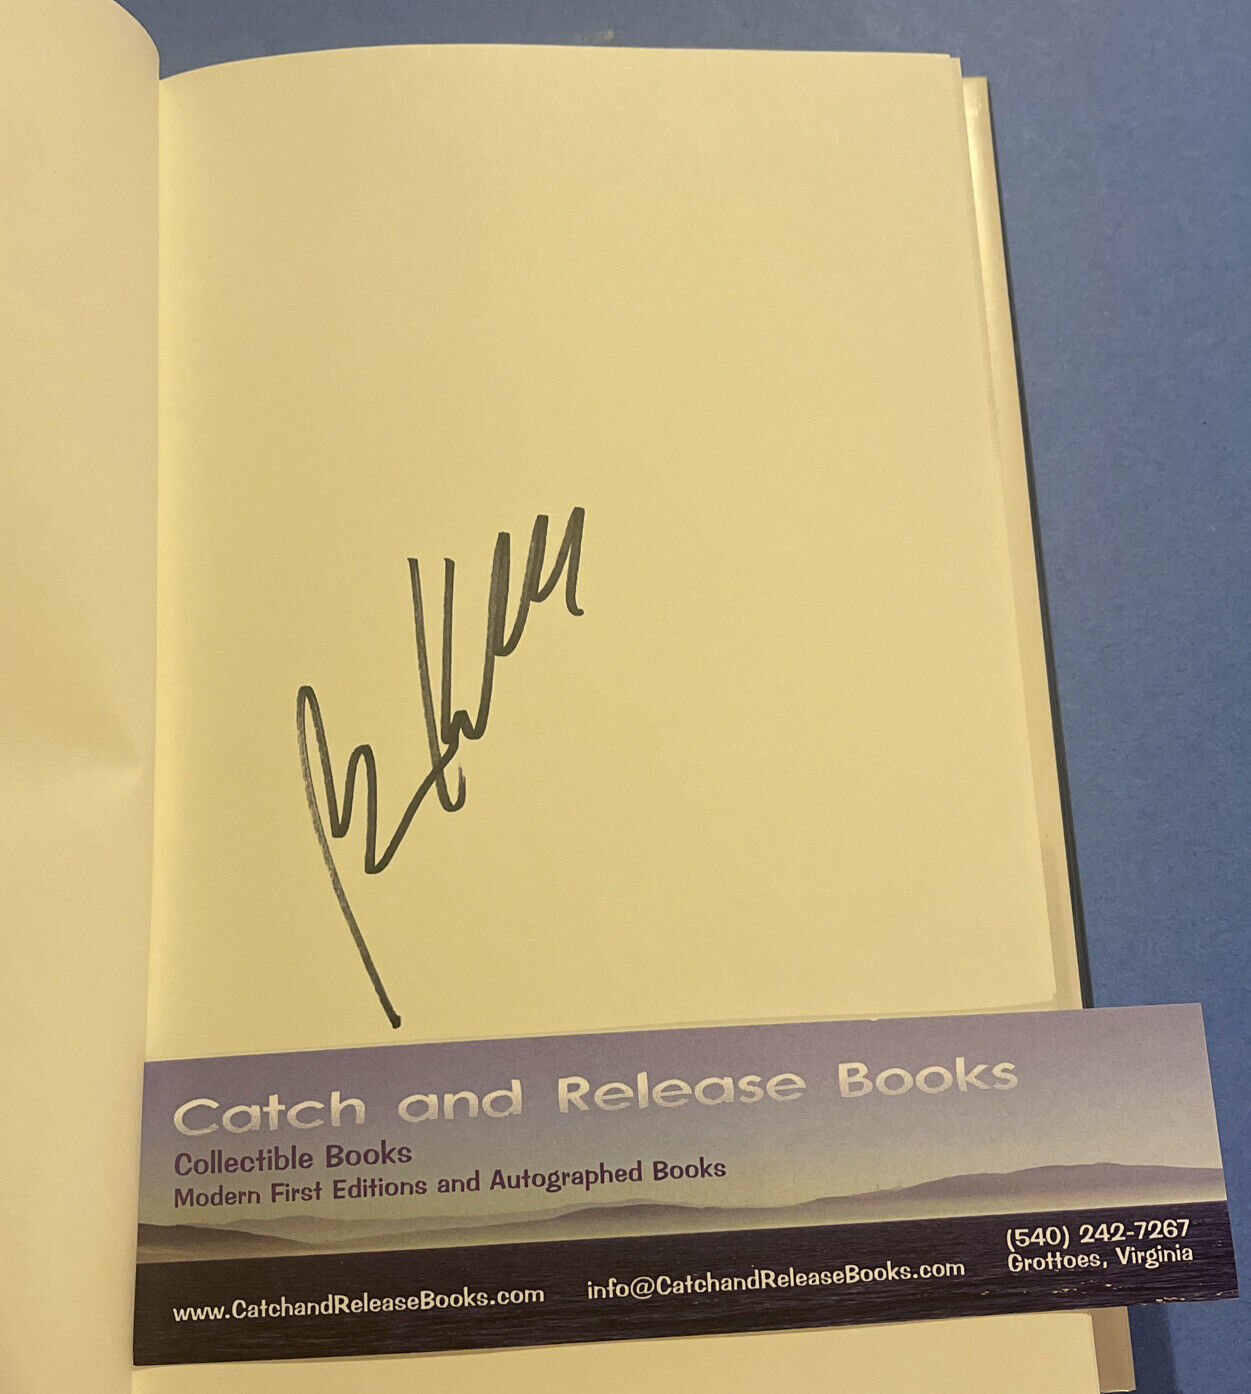 Catch and Release Books
Collectible Books
Modern First Editions and Autographed Books
(540) 242-7267
Grottoes, Virginia
www.CatchandReleaseBooks.com
info@CatchandReleaseBooks.com